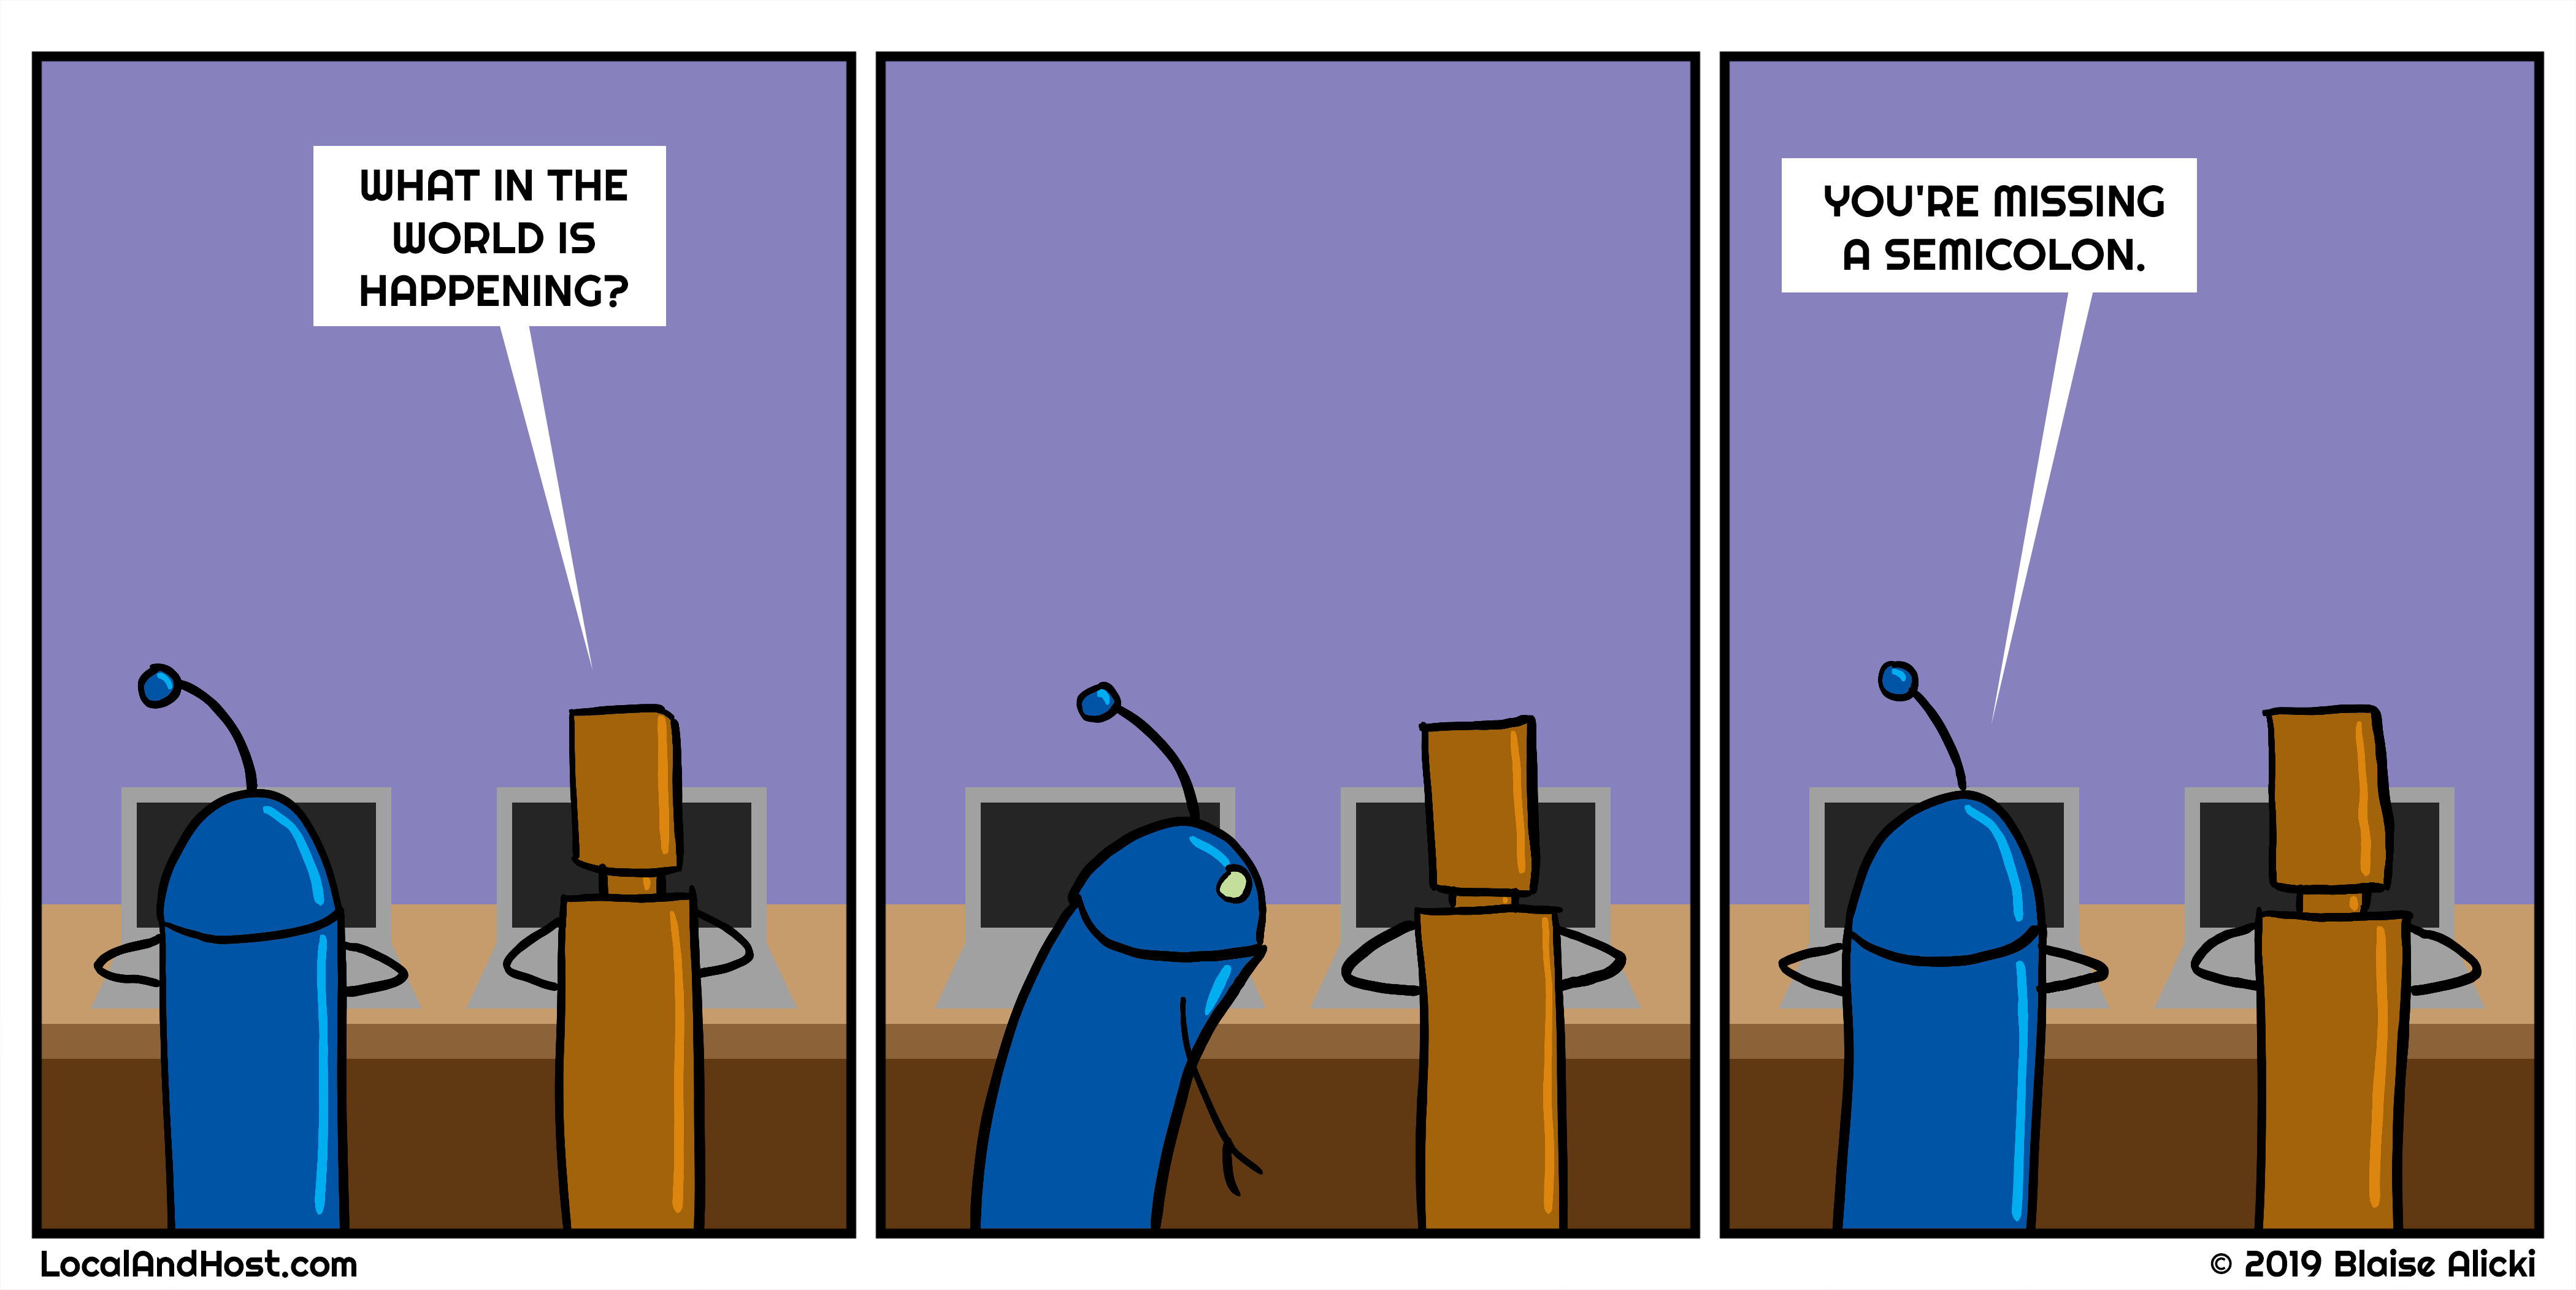 WHAT IN THE
WORLD IS
HAPPENING?
YOU'RE MISSING
A SEMICOLON.
LocalAndHost.com
© 2019 Blaise Alicki